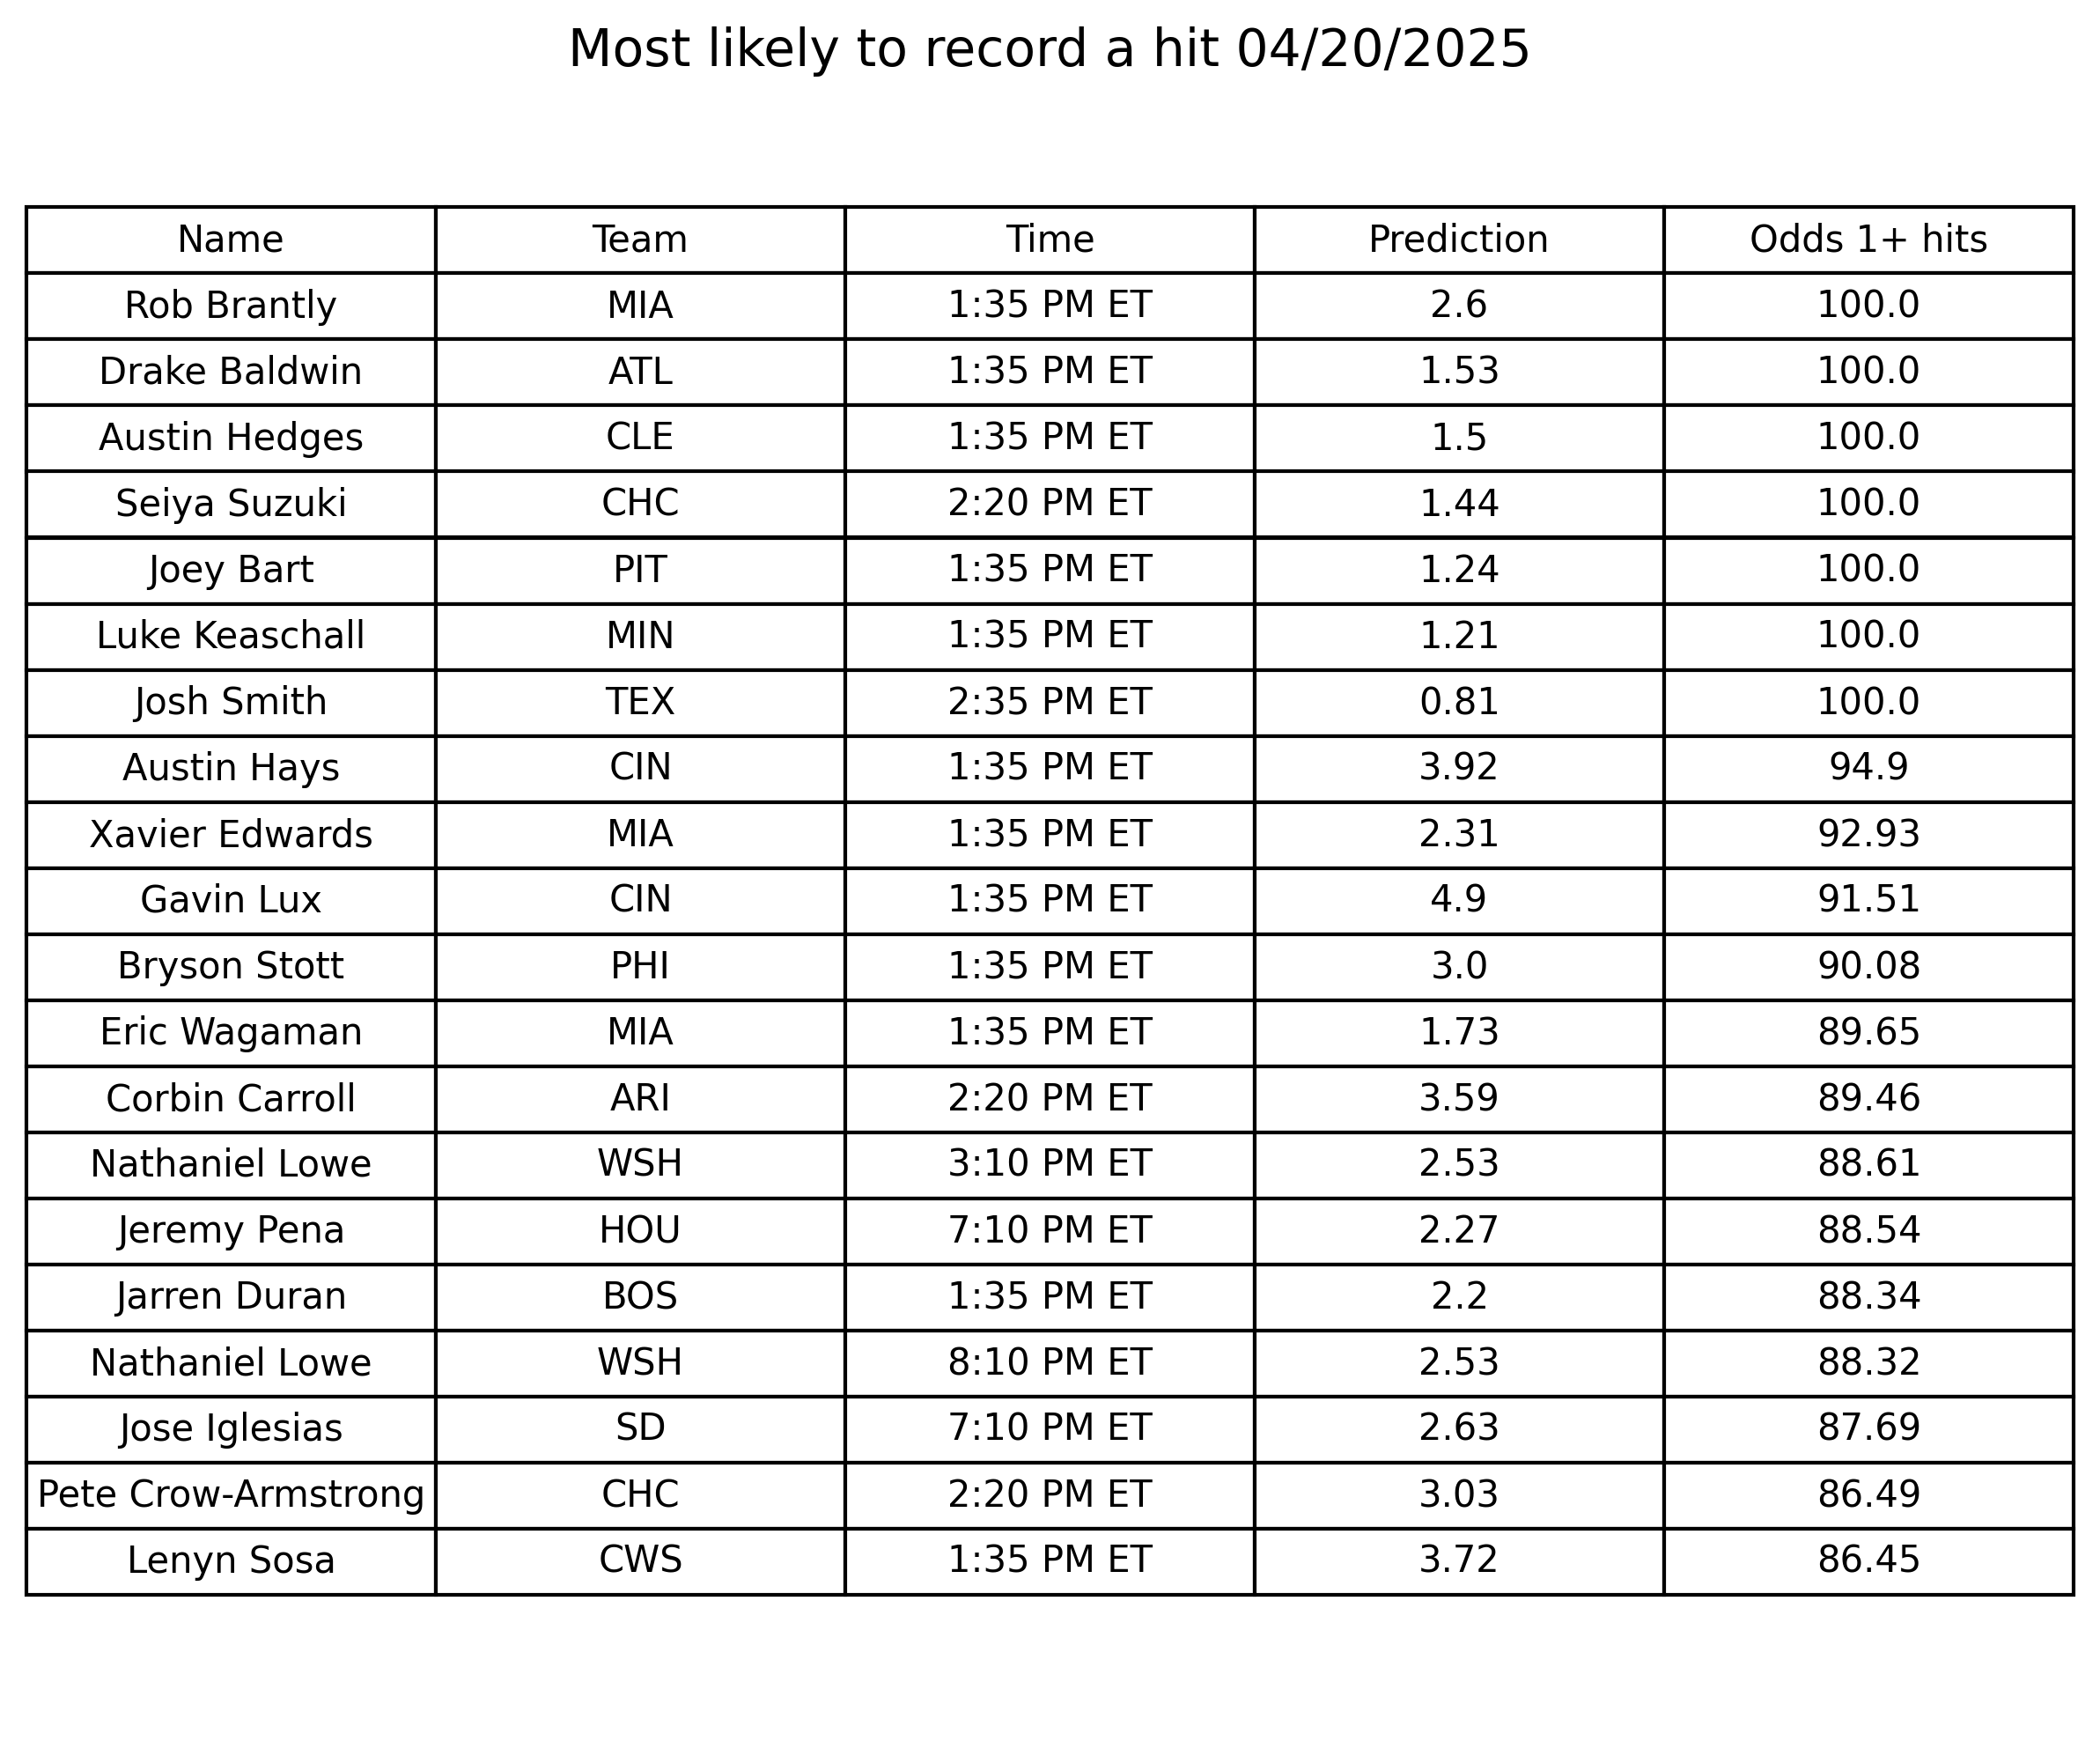 Most likely to record a hit 04/20/2025
Name Team Time Prediction Odds 1+ hits
Rob Brantly MIA 1:35 PM ET 2.6 100.0
Drake Baldwin ATL 1:35 PM ET 1.53 100.0
Austin Hedges CLE 1:35 PM ET 1.5 100.0
Seiya Suzuki CHC 2:20 PM ET 1.44 100.0
Joey Bart PIT 1:35 PM ET 1.24 100.0
Luke Keaschall MIN 1:35 PM ET 1.21 100.0
Josh Smith TEX 2:35 PM ET 0.81 100.0
Austin Hays CIN 1:35 PM ET 3.92 94.9
Xavier Edwards MIA 1:35 PM ET 2.31 92.93
Gavin Lux CIN 1:35 PM ET 4.9 91.51
Bryson Stott PHI 1:35 PM ET 3.0 90.08
Eric Wagaman MIA 1:35 PM ET 1.73 89.65
Corbin Carroll ARI 2:20 PM ET 3.59 89.46
Nathaniel Lowe WSH 3:10 PM ET 2.53 88.61
Jeremy Pena HOU 7:10 PM ET 2.27 88.54
Jarren Duran BOS 1:35 PM ET 2.2 88.34
Nathaniel Lowe WSH 8:10 PM ET 2.53 88.32
Jose Iglesias SD 7:10 PM ET 2.63 87.69
Pete Crow-Armstrong CHC 2:20 PM ET 3.03 86.49
Lenyn Sosa CWS 1:35 PM ET 3.72 86.45